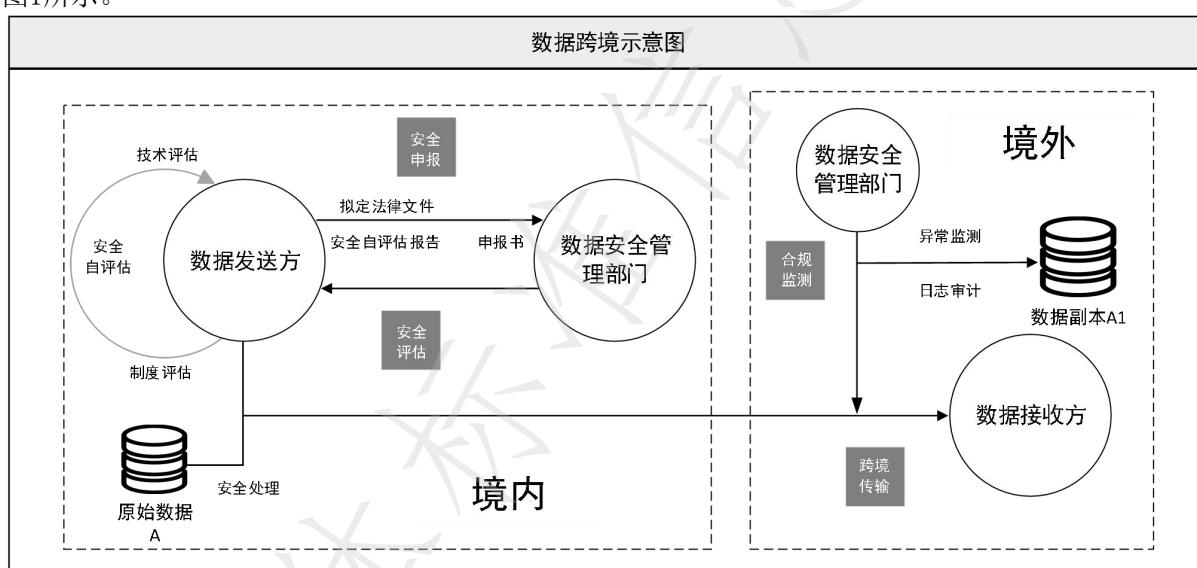 图1所示。
数据跨境示意图
技术评估
安全
自评估
制度评估
数据发送方
安全
申报
拟定法律文件
安全自评估报告 申报书
数据安全管
理部门
安全
评估
原始数据
A
安全处理
境内
境外
数据安全
管理部门
合规
监测
异常监测
日志审计
数据副本A1
数据接收方
跨境
传输